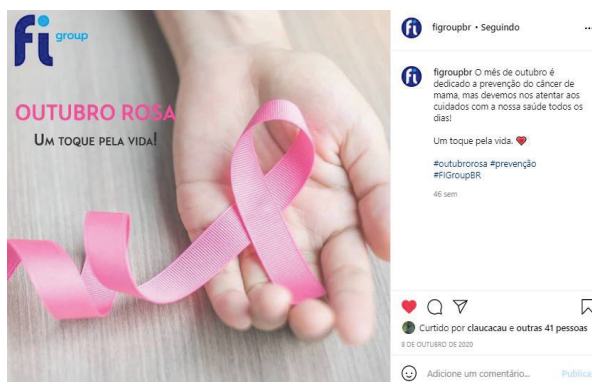 fi group
OUTUBRO ROSA
UM TOQUE PELA VIDA!
figroupbr • Seguindo
figroupbr O mês de outubro é
dedicado a prevenção do câncer de
mama, mas devemos nos atentar aos
cuidados com a nossa saúde todos os
dias!
Um toque pela vida.
#outubrorosa #prevenção
#FIGroupBR
46 sem
Curtido por claucacau e outras 41 pessoas
8 DE OUTUBRO DE 2020
Adicione um comentário... Publicar